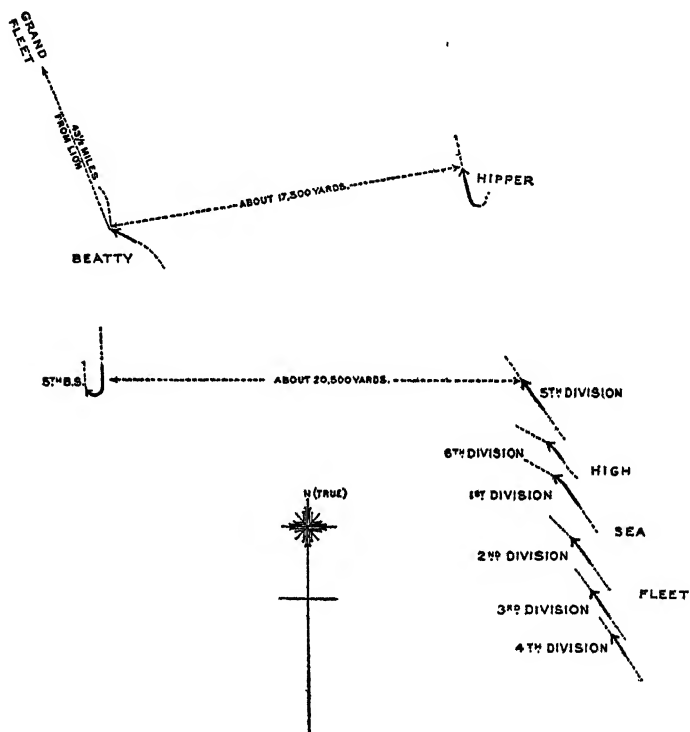 GRAND
FLEET
43¼ MILES
FROM LION
ABOUT 17,500 YARDS.
HIPPER
BEATTY
5TH B.S.
ABOUT 20,500 YARDS.
5TH DIVISION
6TH DIVISION
HIGH
1ST DIVISION
N (TRUE)
SEA
2ND DIVISION
FLEET
3RD DIVISION
4TH DIVISION